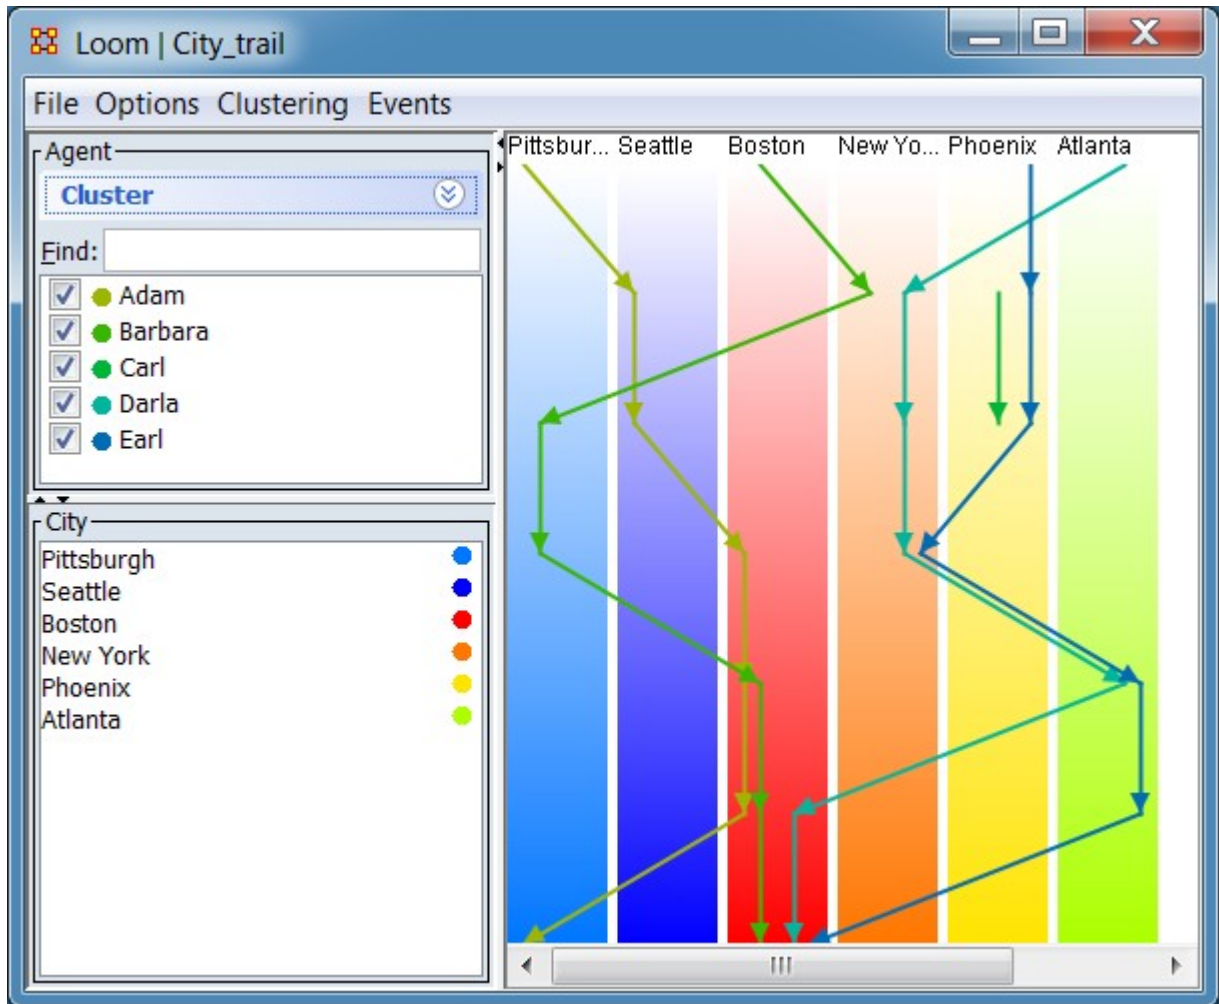 Loom | City_trail
File Options Clustering Events
Agent
Cluster
Find:
Adam
Barbara
Carl
Darla
Earl
City
Pittsburgh
Seattle
Boston
New York
Phoenix
Atlanta
Pittsbur... Seattle Boston New Yo... Phoenix Atlanta